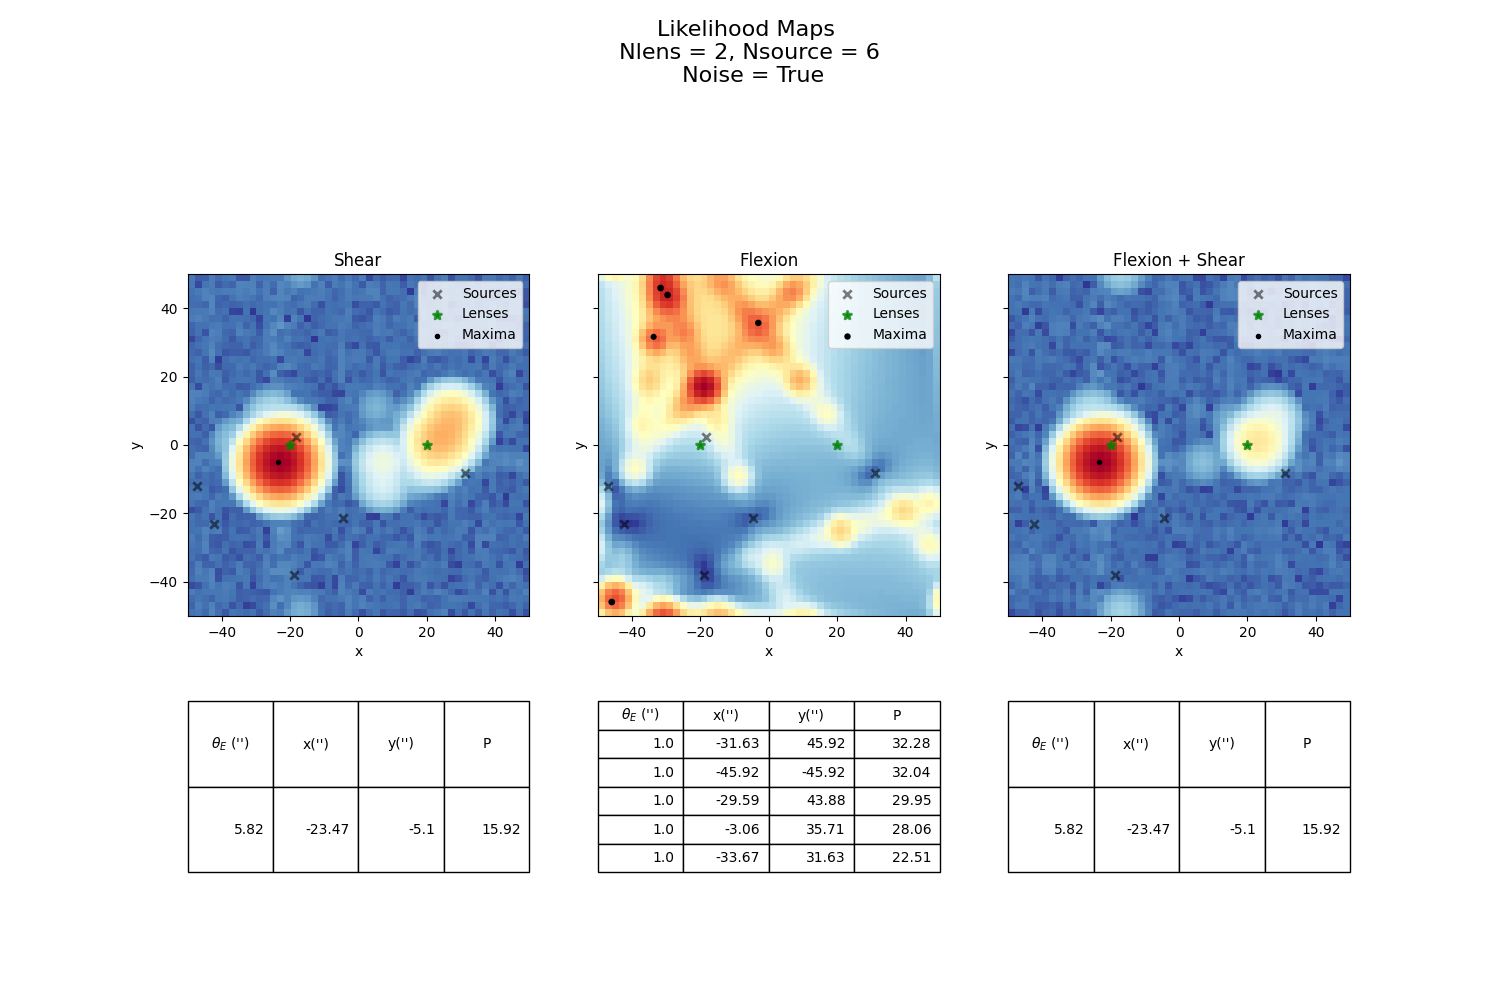 Likelihood Maps
Nlens = 2, Nsource = 6
Noise = True
Shear
Flexion
Flexion + Shear
Sources
Lenses
Maxima
Sources
Lenses
Maxima
Sources
Lenses
Maxima
y
40
20
0
−20
−40
y
y
−40 −20 0 20 40
−40 −20 0 20 40
−40 −20 0 20 40
x
x
x
θE ('') x('') y('') P
5.82 -23.47 -5.1 15.92
θE ('') x('') y('') P
1.0 -31.63 45.92 32.28
1.0 -45.92 -45.92 32.04
1.0 -29.59 43.88 29.95
1.0 -3.06 35.71 28.06
1.0 -33.67 31.63 22.51
θE ('') x('') y('') P
5.82 -23.47 -5.1 15.92